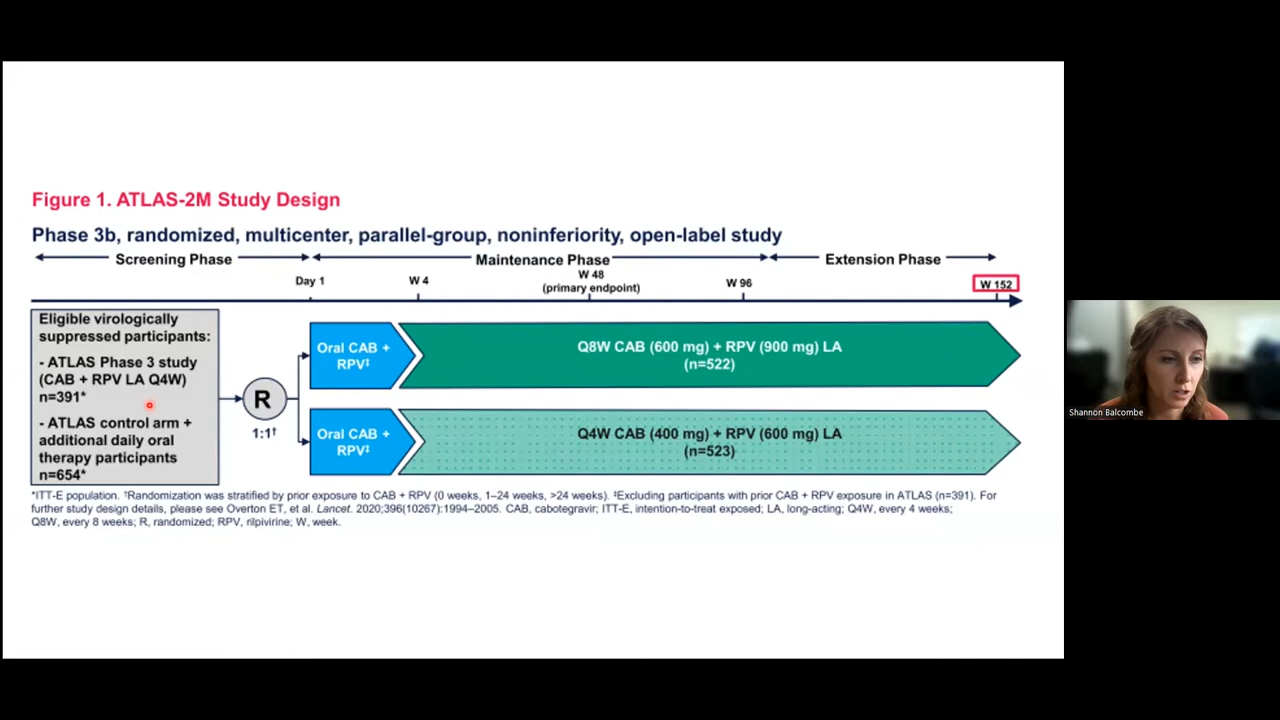 Figure 1. ATLAS-2M Study Design
Phase 3b, randomized, multicenter, parallel-group, noninferiority, open-label study
Screening Phase
Maintenance Phase
Extension Phase
Day 1
W 4
W 48
(primary endpoint)
W 96
W 152
Eligible virologically
suppressed participants:
- ATLAS Phase 3 study
(CAB + RPV LA Q4W)
n=391*
- ATLAS control arm +
additional daily oral
therapy participants
n=654*
R
1:1†
Oral CAB +
RPV‡
Q8W CAB (600 mg) + RPV (900 mg) LA
(n=522)
Oral CAB +
RPV‡
Q4W CAB (400 mg) + RPV (600 mg) LA
(n=523)
*ITT-E population. †Randomization was stratified by prior exposure to CAB + RPV (0 weeks, 1–24 weeks, >24 weeks). ‡Excluding participants with prior CAB + RPV exposure in ATLAS (n=391). For
further study design details, please see Overton ET, et al. Lancet. 2020;396(10267):1994–2005. CAB, cabotegravir; ITT-E, intention-to-treat exposed; LA, long-acting; Q4W, every 4 weeks;
Q8W, every 8 weeks; R, randomized; RPV, rilpivirine; W, week.
Shannon Balcombe